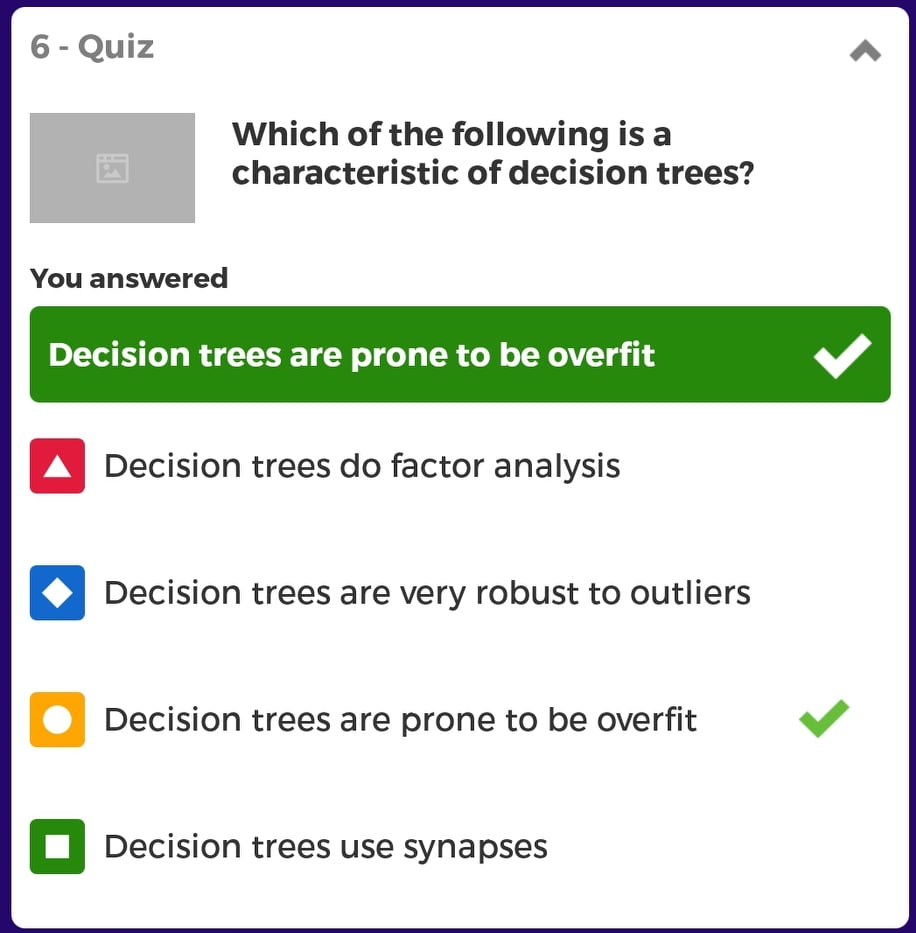 6 - Quiz
Which of the following is a
characteristic of decision trees?
You answered
Decision trees are prone to be overfit
Decision trees do factor analysis
Decision trees are very robust to outliers
Decision trees are prone to be overfit
Decision trees use synapses